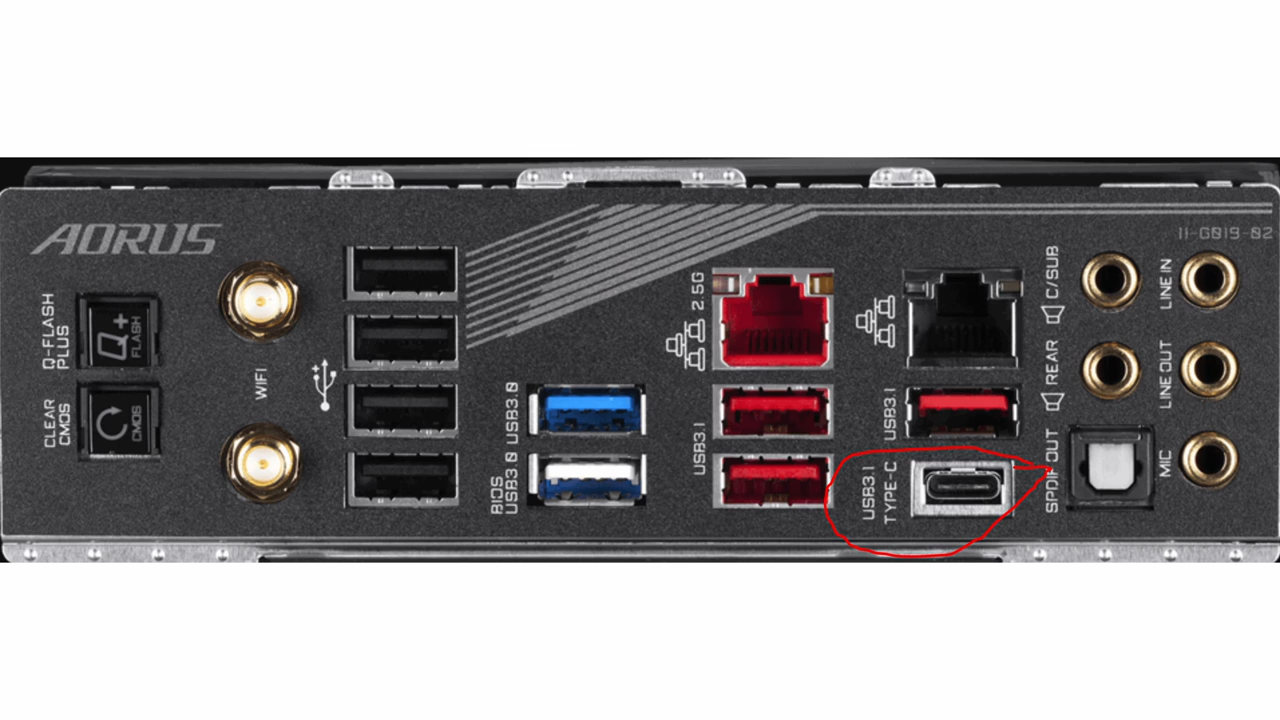 AORUS
11-G019-02
Q-FLASH
PLUS
Q+
FLASH
CLEAR
CMOS
CMOS
WIFI
USB3.0
BIOS
USB3.0
2.5G
USB3.1
USB3.1
USB3.1
TYPE-C
C/SUB
REAR
SPDIF OUT
LINE IN
LINE OUT
MIC